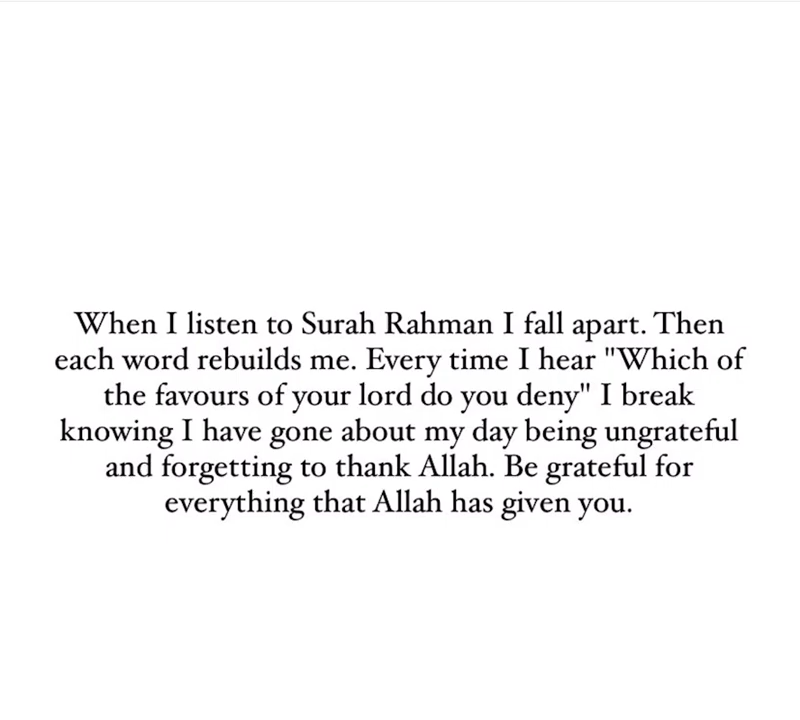 When I listen to Surah Rahman I fall apart. Then
each word rebuilds me. Every time I hear "Which of
the favours of your lord do you deny" I break
knowing I have gone about my day being ungrateful
and forgetting to thank Allah. Be grateful for
everything that Allah has given you.